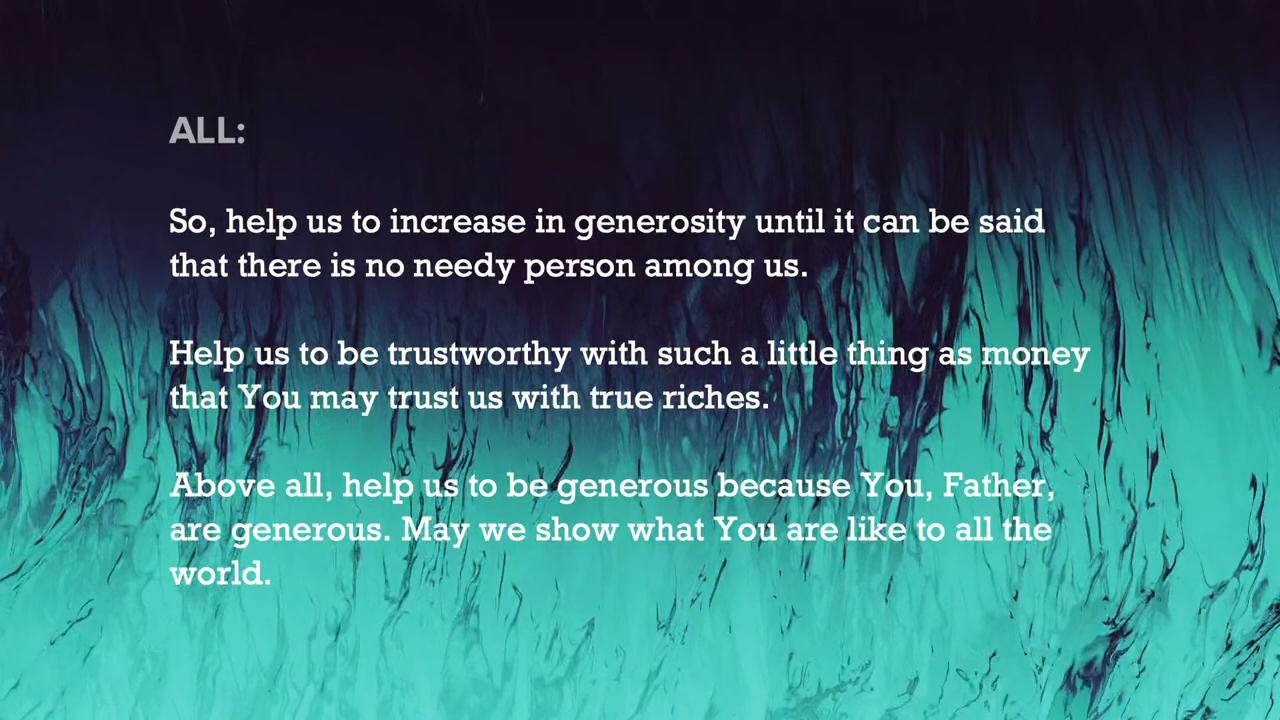 ALL:
So, help us to increase in generosity until it can be said
that there is no needy person among us.
Help us to be trustworthy with such a little thing as money
that You may trust us with true riches.
Above all, help us to be generous because You, Father,
are generous. May we show what You are like to all the
world.